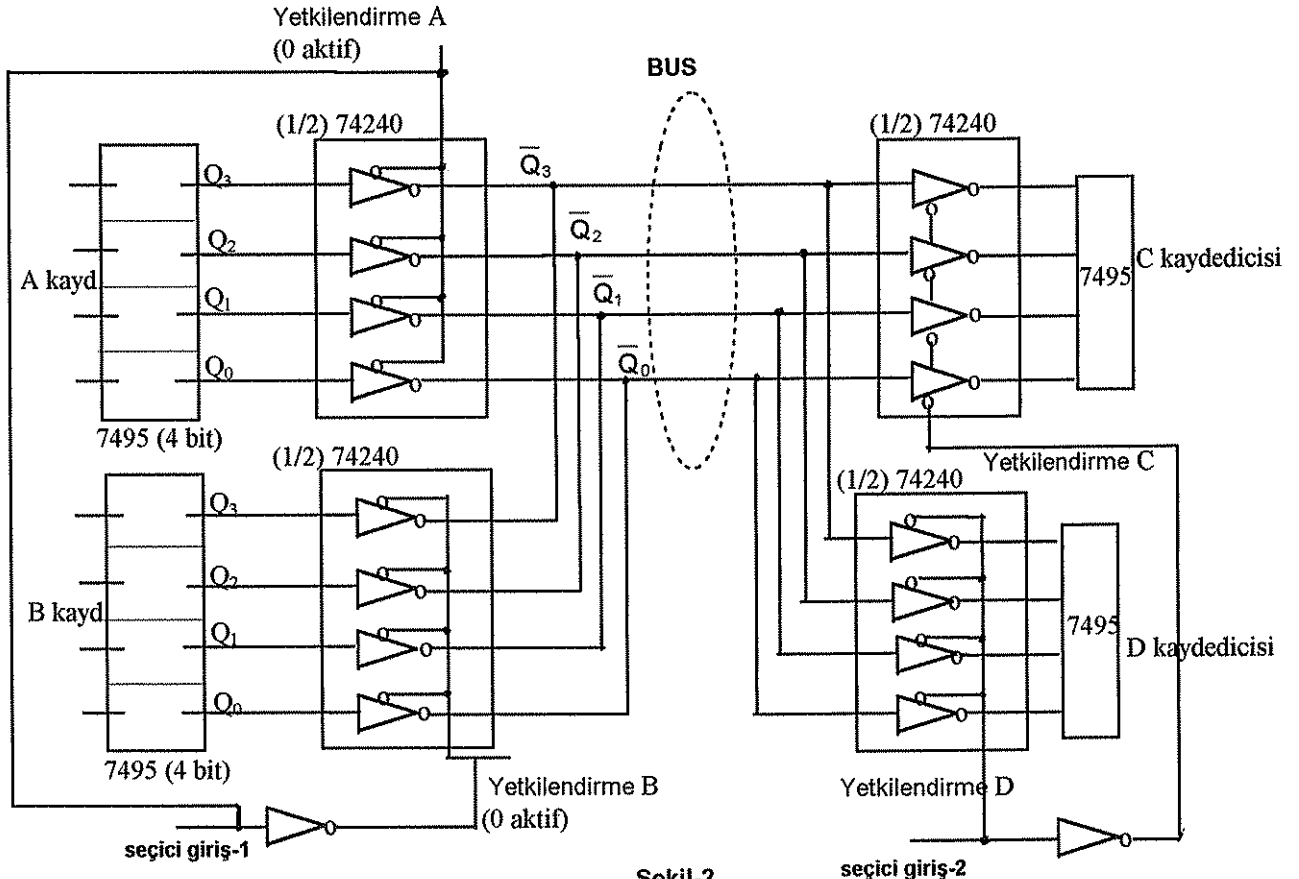 Yetkilendirme A
(0 aktif)
BUS
(1/2) 74240
(1/2) 74240
Q₃
Q̅₃
Q₂
Q̅₂
A kayd
Q₁
Q̅₁
7495
C kaydedicisi
Q₀
Q̅₀
7495 (4 bit)
(1/2) 74240
Yetkilendirme C
(1/2) 74240
Q₃
Q₂
B kayd
Q₁
7495
D kaydedicisi
Q₀
7495 (4 bit)
Yetkilendirme B
(0 aktif)
Yetkilendirme D
seçici giriş-1
seçici giriş-2